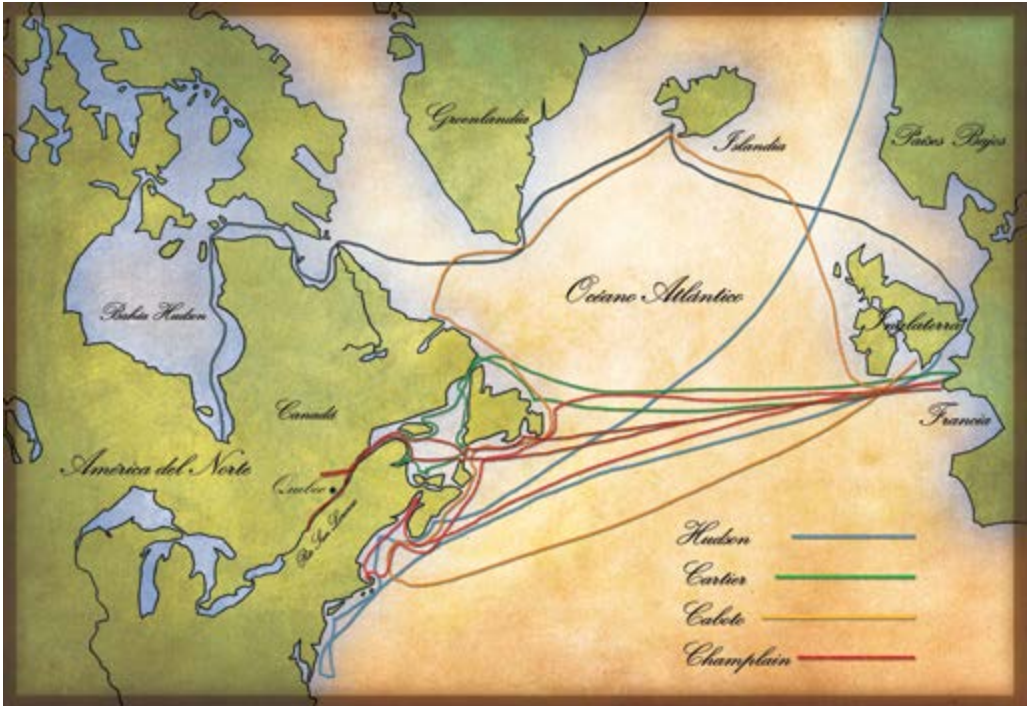 Groenlandia
Islandia
Países Bajos
Océano Atlántico
Bahía Hudson
Inglaterra
Canadá
Francia
América del Norte
Quebec
Río San Lorenzo
Hudson
Cartier
Caboto
Champlain